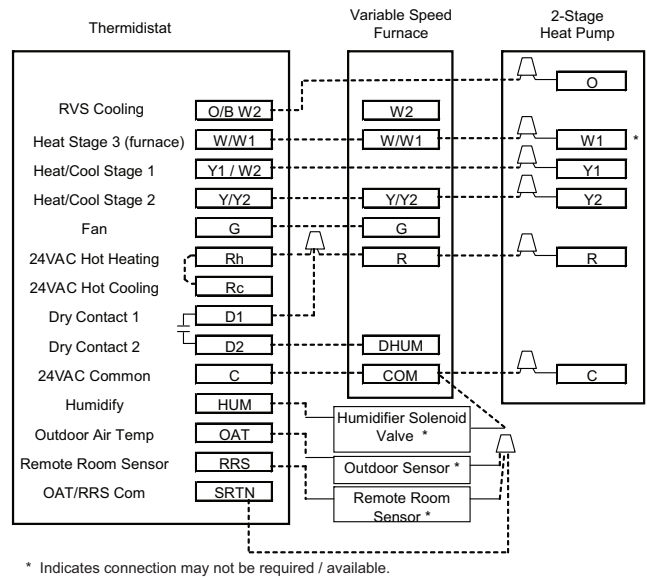 Thermidistat
Variable Speed
Furnace
2-Stage
Heat Pump
O
RVS Cooling O/B W2 W2
Heat Stage 3 (furnace) W/W1 W/W1 W1 *
Heat/Cool Stage 1 Y1 / W2 Y1
Heat/Cool Stage 2 Y/Y2 Y/Y2 Y2
Fan G G
24VAC Hot Heating Rh R R
24VAC Hot Cooling Rc
Dry Contact 1 D1
Dry Contact 2 D2 DHUM
24VAC Common C COM C
Humidify HUM
Humidifier Solenoid
Valve *
Outdoor Air Temp OAT
Outdoor Sensor *
Remote Room Sensor RRS
Remote Room
Sensor *
OAT/RRS Com SRTN
* Indicates connection may not be required / available.